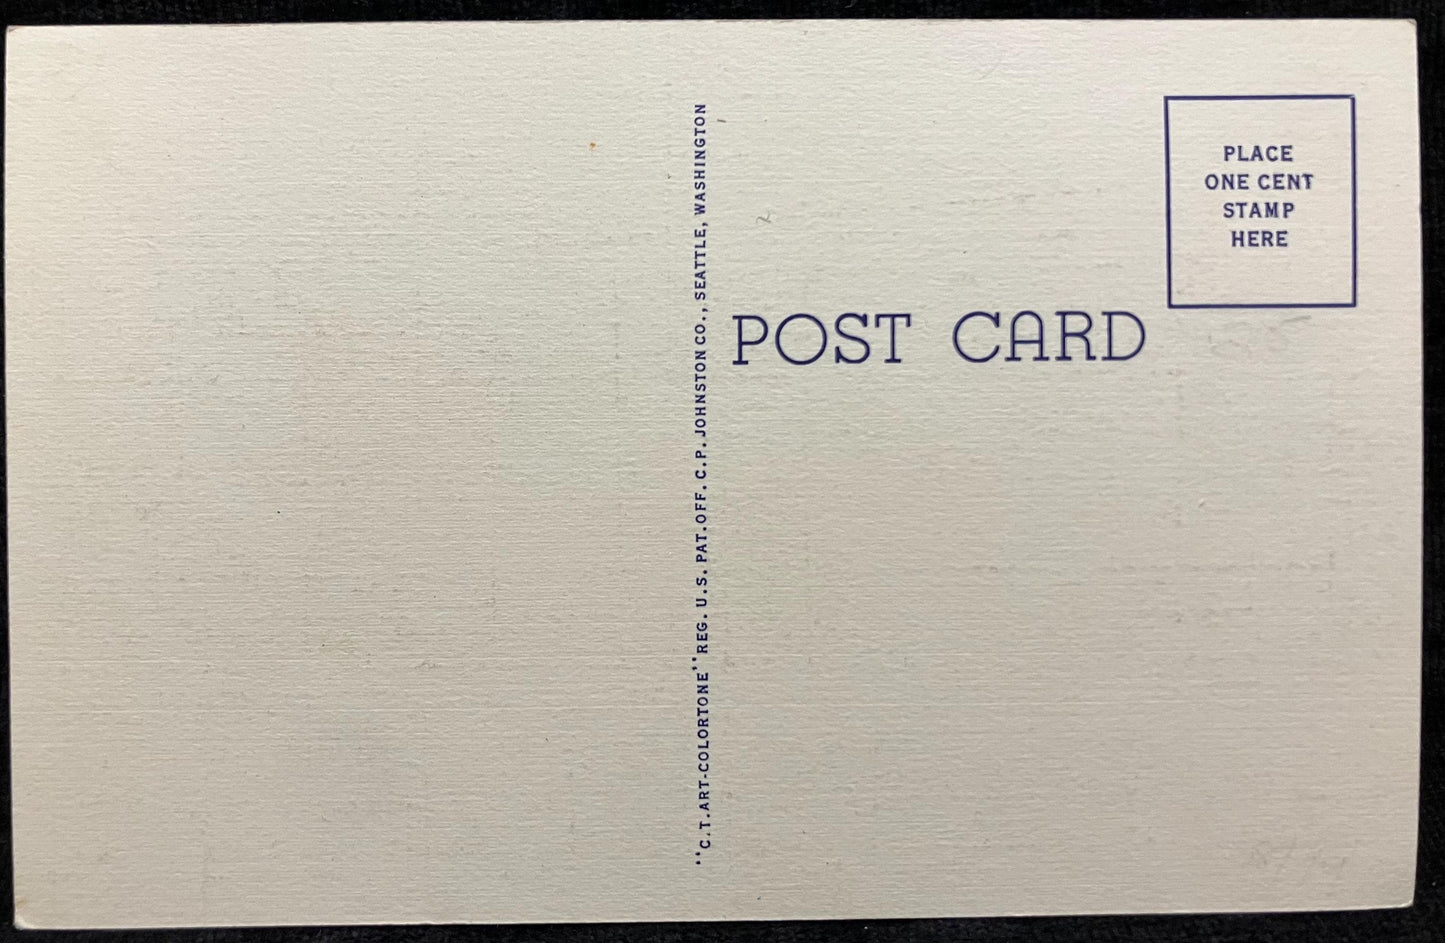 "C.T.ART-COLORTONE" REG. U.S. PAT. OFF. C.P. JOHNSTON CO., SEATTLE, WASHINGTON
PLACE
ONE CENT
STAMP
HERE
POST CARD